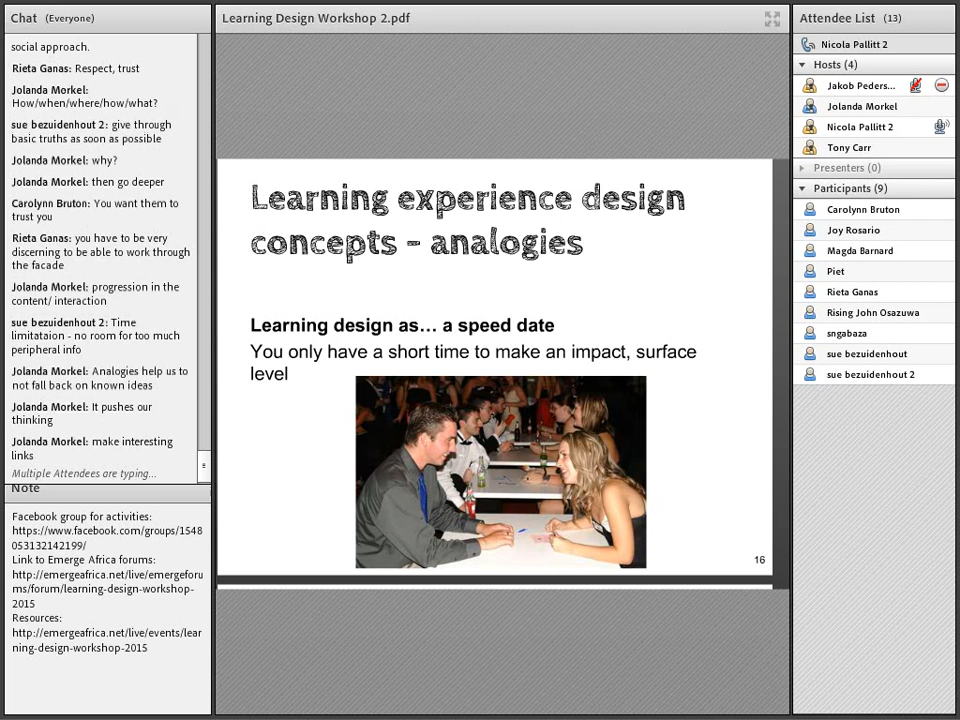 Chat (Everyone)
social approach.
Rieta Ganas: Respect, trust
Jolanda Morkel:
How/when/where/how/what?
sue bezuidenhout 2: give through
basic truths as soon as possible
Jolanda Morkel: why?
Jolanda Morkel: then go deeper
Carolynn Bruton: You want them to
trust you
Rieta Ganas: you have to be very
discerning to be able to work through
the facade
Jolanda Morkel: progression in the
content/ interaction
sue bezuidenhout 2: Time
limitataion - no room for too much
peripheral info
Jolanda Morkel: Analogies help us to
not fall back on known ideas
Jolanda Morkel: It pushes our
thinking
Jolanda Morkel: make interesting
links
Multiple Attendees are typing...
Note
Facebook group for activities:
https://www.facebook.com/groups/1548
053132142199/
Link to Emerge Africa forums:
http://emergeafrica.net/live/emergeforu
ms/forum/learning-design-workshop-
2015
Resources:
http://emergeafrica.net/live/events/lear
ning-design-workshop-2015
Learning Design Workshop 2.pdf
Learning experience design
concepts - analogies
Learning design as... a speed date
You only have a short time to make an impact, surface
level
16
Attendee List (13)
Nicola Pallitt 2
Hosts (4)
Jakob Peders...
Jolanda Morkel
Nicola Pallitt 2
Tony Carr
Presenters (0)
Participants (9)
Carolynn Bruton
Joy Rosario
Magda Barnard
Piet
Rieta Ganas
Rising John Osazuwa
sngabaza
sue bezuidenhout
sue bezuidenhout 2